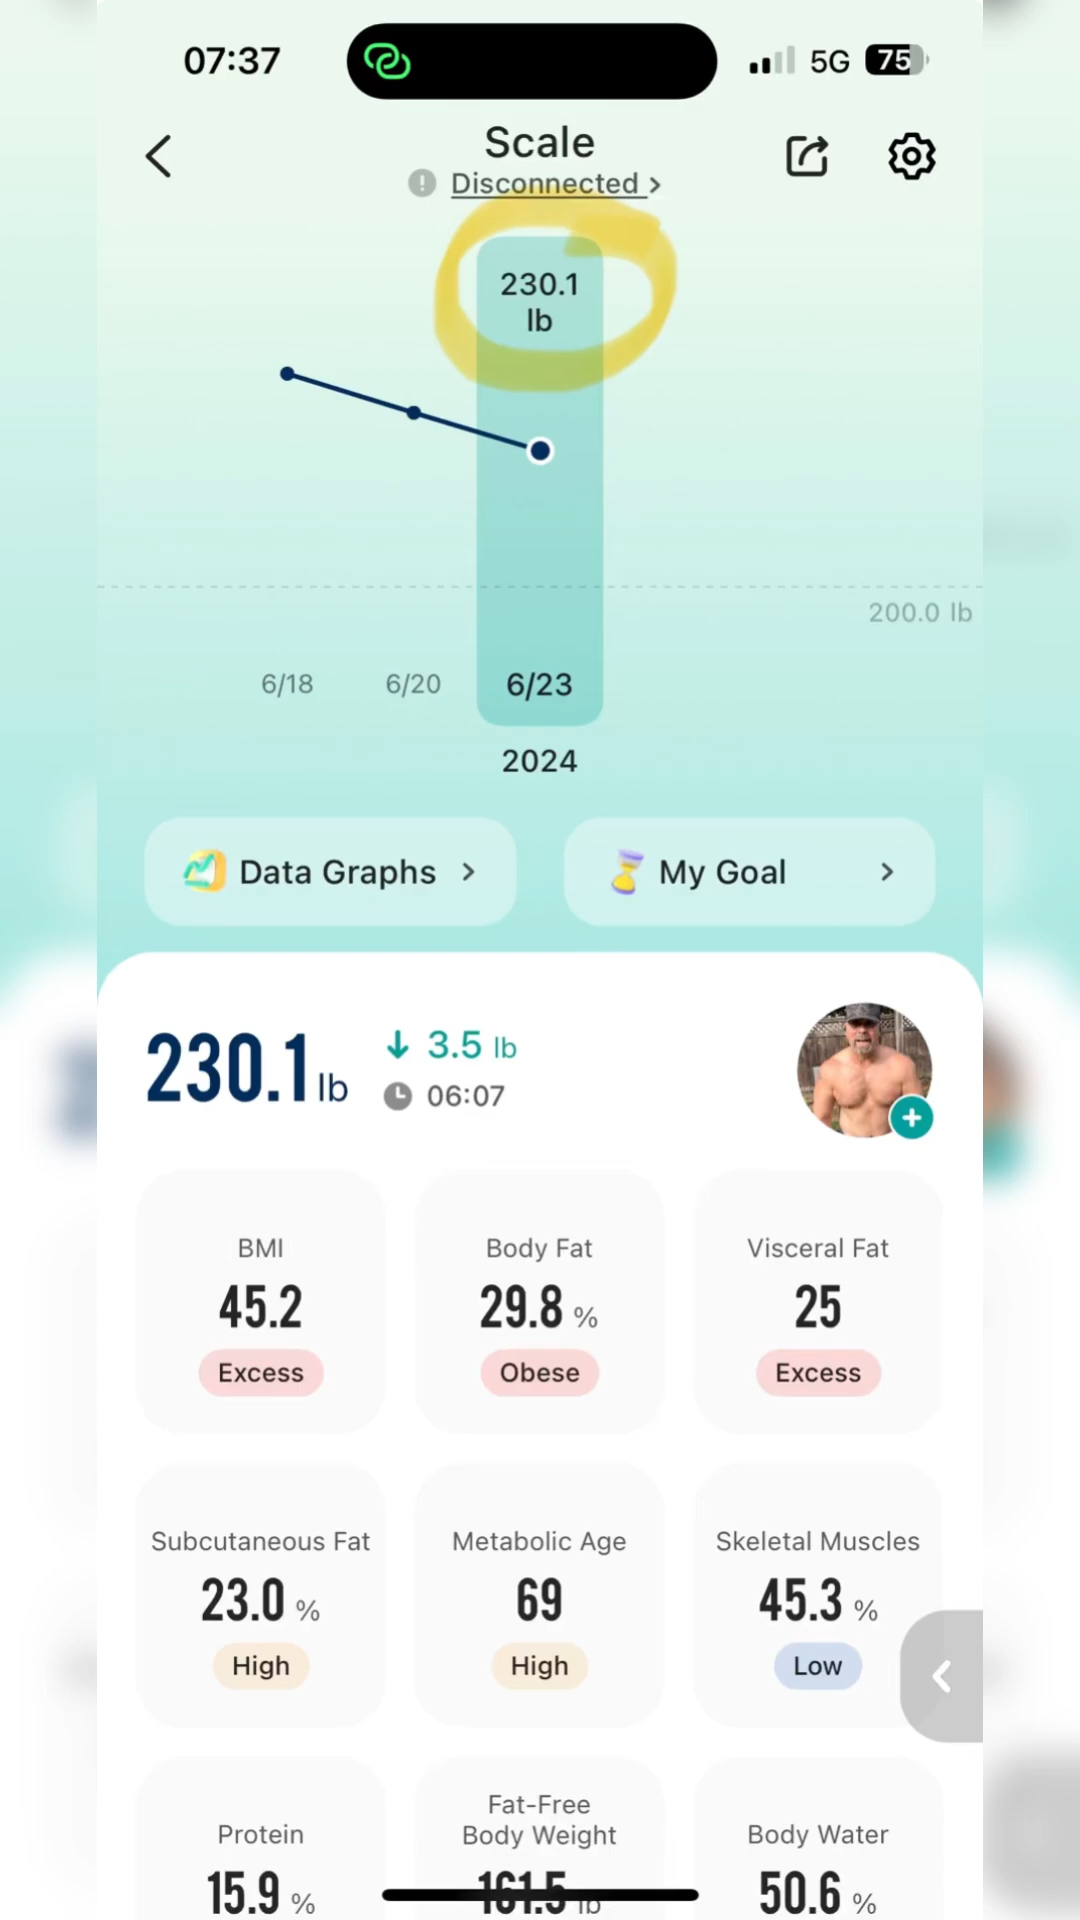 07:37
5G 75
Scale
Disconnected >
230.1
lb
200.0 lb
6/18 6/20 6/23
2024
Data Graphs >
My Goal >
230.1 lb
↓ 3.5 lb
06:07
BMI
45.2
Excess
Body Fat
29.8 %
Obese
Visceral Fat
25
Excess
Subcutaneous Fat
23.0 %
High
Metabolic Age
69
High
Skeletal Muscles
45.3 %
Low
Protein
15.9 %
Fat-Free
Body Weight
161.5 lb
Body Water
50.6 %